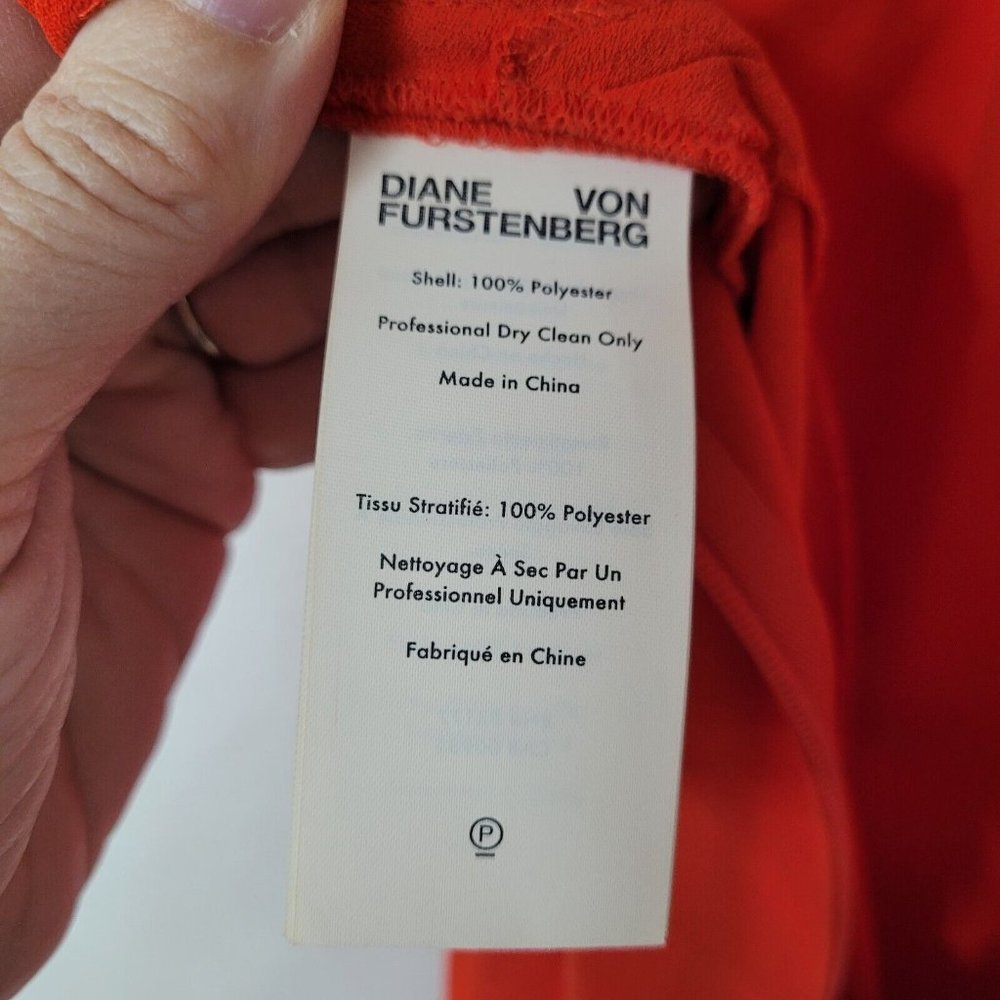 DIANE VON
FURSTENBERG
Shell: 100% Polyester
Professional Dry Clean Only
Made in China
Tissu Stratifié: 100% Polyester
Nettoyage À Sec Par Un
Professionnel Uniquement
Fabriqué en Chine
P